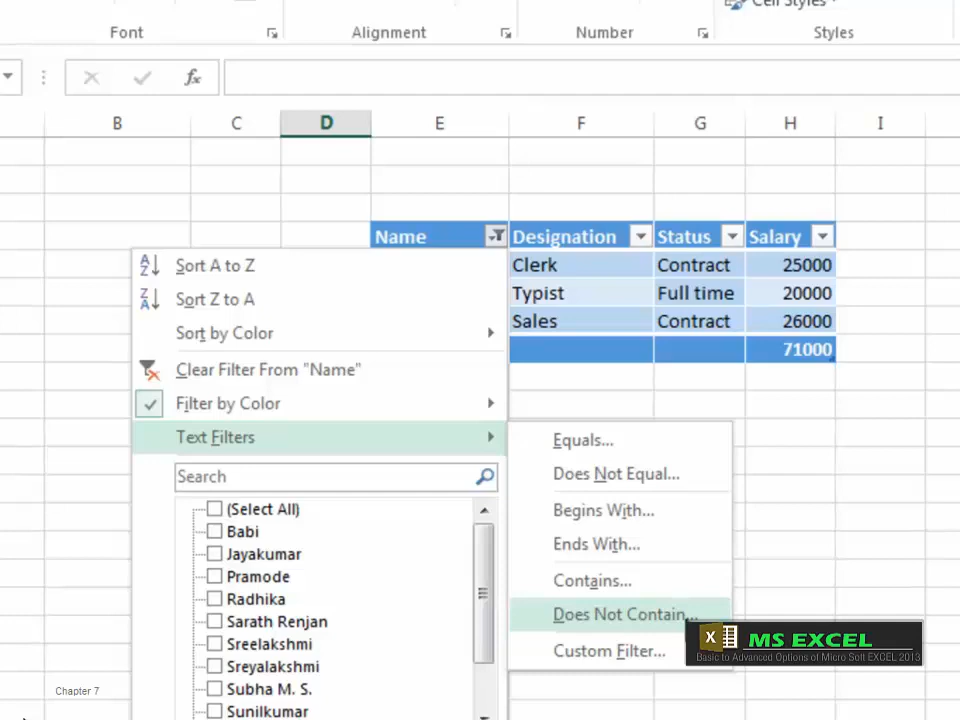 Cell Styles
Font
Alignment
Number
Styles
fx
B C D E F G H I
Name Designation Status Salary
Clerk Contract 25000
Typist Full time 20000
Sales Contract 26000
71000
Sort A to Z
Sort Z to A
Sort by Color
Clear Filter From "Name"
Filter by Color
Text Filters
Search
(Select All)
Babi
Jayakumar
Pramode
Radhika
Sarath Renjan
Sreelakshmi
Sreyalakshmi
Subha M. S.
Sunilkumar
Equals...
Does Not Equal...
Begins With...
Ends With...
Contains...
Does Not Contain...
Custom Filter...
MS EXCEL
Basic to Advanced Options of Micro Soft EXCEL 2013
Chapter 7